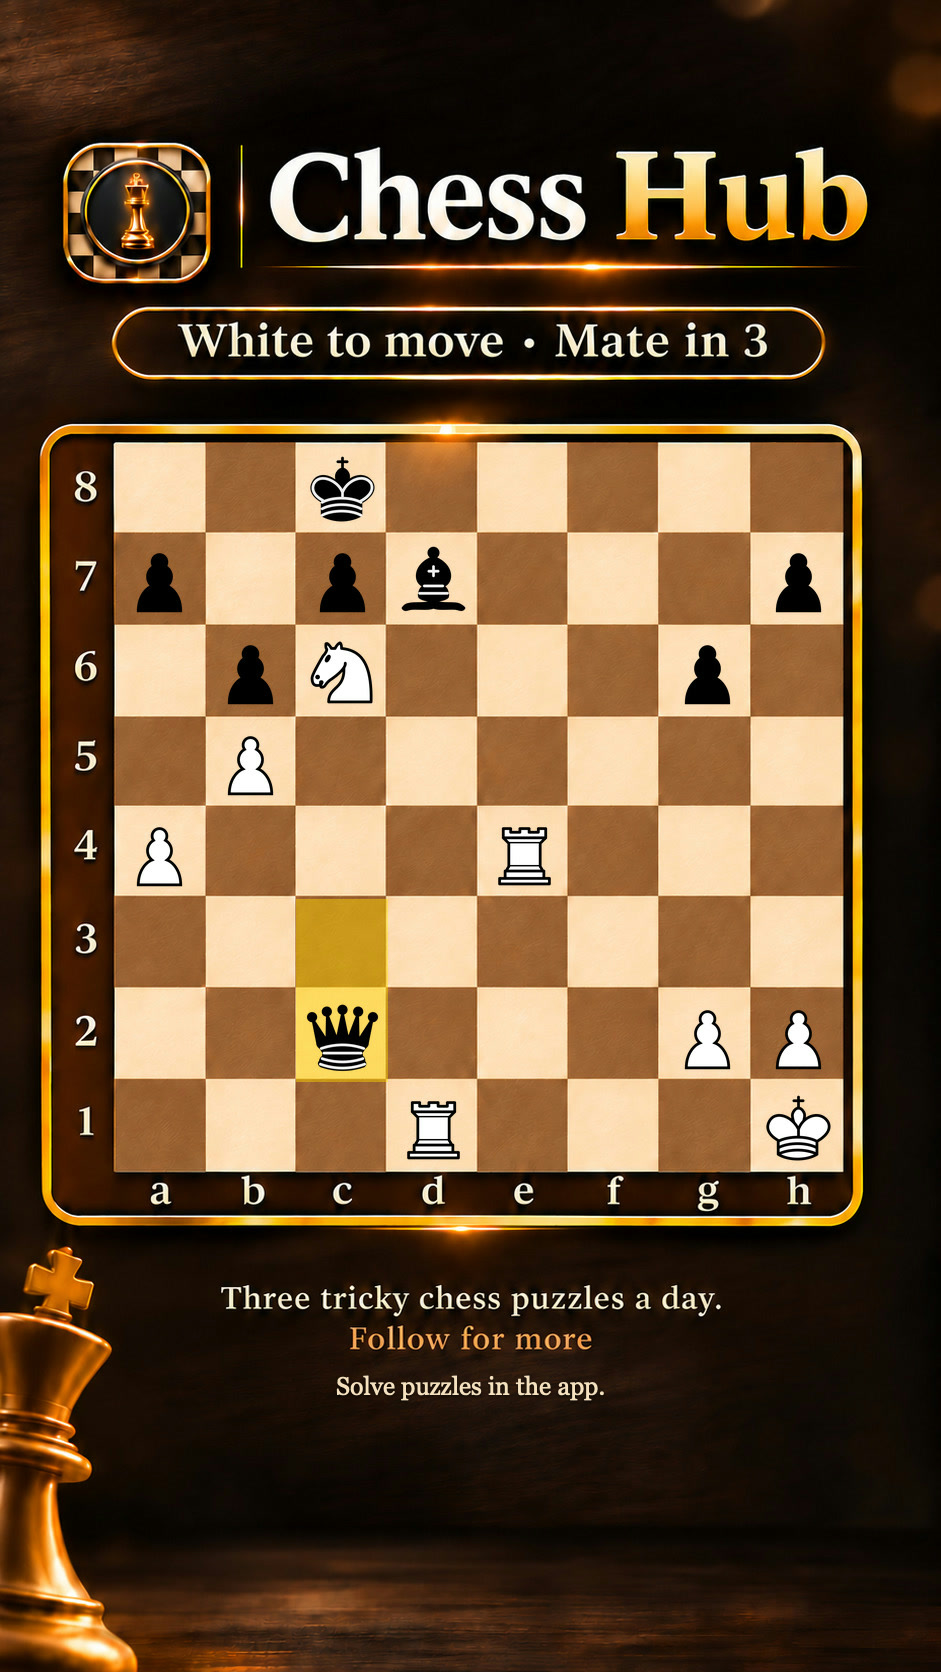 Chess Hub
White to move • Mate in 3
8
7
6
5
4
3
2
1
a b c d e f g h
Three tricky chess puzzles a day.
Follow for more
Solve puzzles in the app.